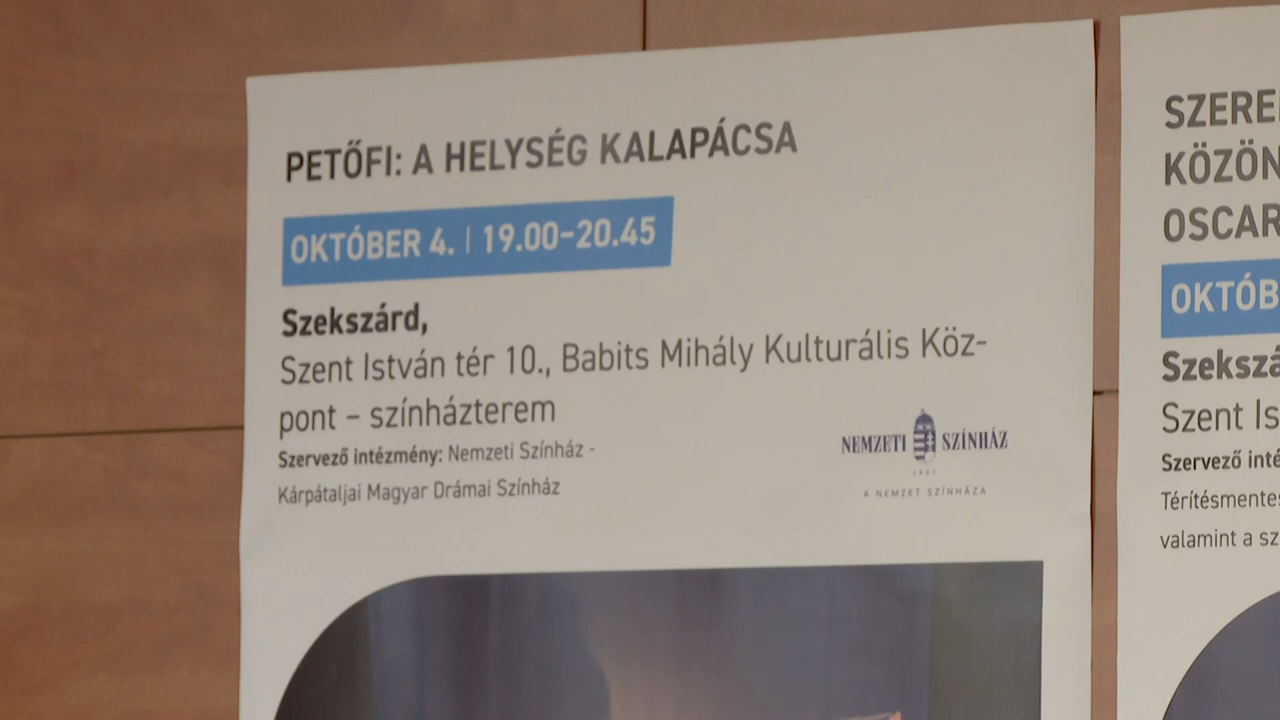 PETŐFI: A HELYSÉG KALAPÁCSA
OKTÓBER 4. | 19.00–20.45
Szekszárd,
Szent István tér 10., Babits Mihály Kulturális Köz-
pont – színházterem
Szervező intézmény: Nemzeti Színház -
Kárpátaljai Magyar Drámai Színház
NEMZETI SZÍNHÁZ
A NEMZET SZÍNHÁZA
SZERE
KÖZÖN
OSCAR
OKTÓB
Szekszá
Szent Is
Szervező inté
Térítésmentes
valamint a sz